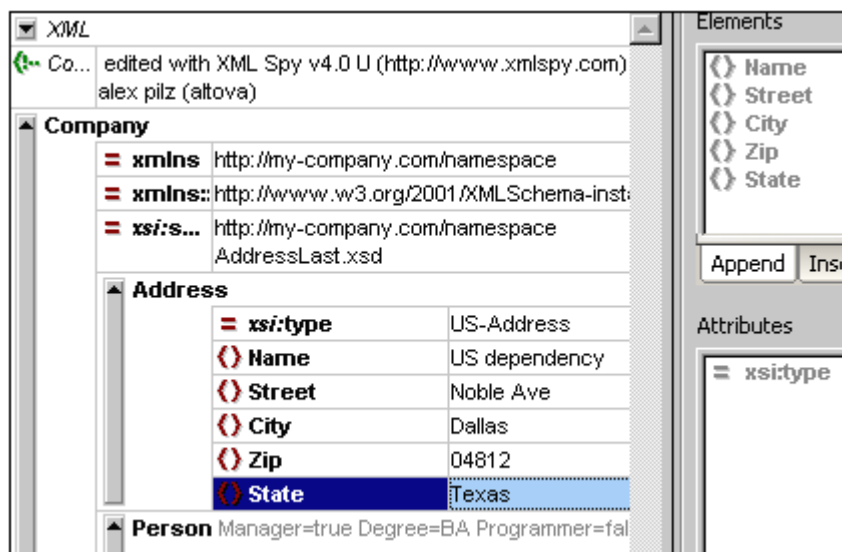 XML
Co... edited with XML Spy v4.0 U (http://www.xmlspy.com)
alex pilz (altova)
Company
= xmlns http://my-company.com/namespace
= xmlns: http://www.w3.org/2001/XMLSchema-inst
= xsi:s... http://my-company.com/namespace
AddressLast.xsd
Address
= xsi:type US-Address
Name US dependency
Street Noble Ave
City Dallas
Zip 04812
State Texas
Person Manager=true Degree=BA Programmer=fal
Elements
Name
Street
City
Zip
State
Append Ins
Attributes
= xsi:type